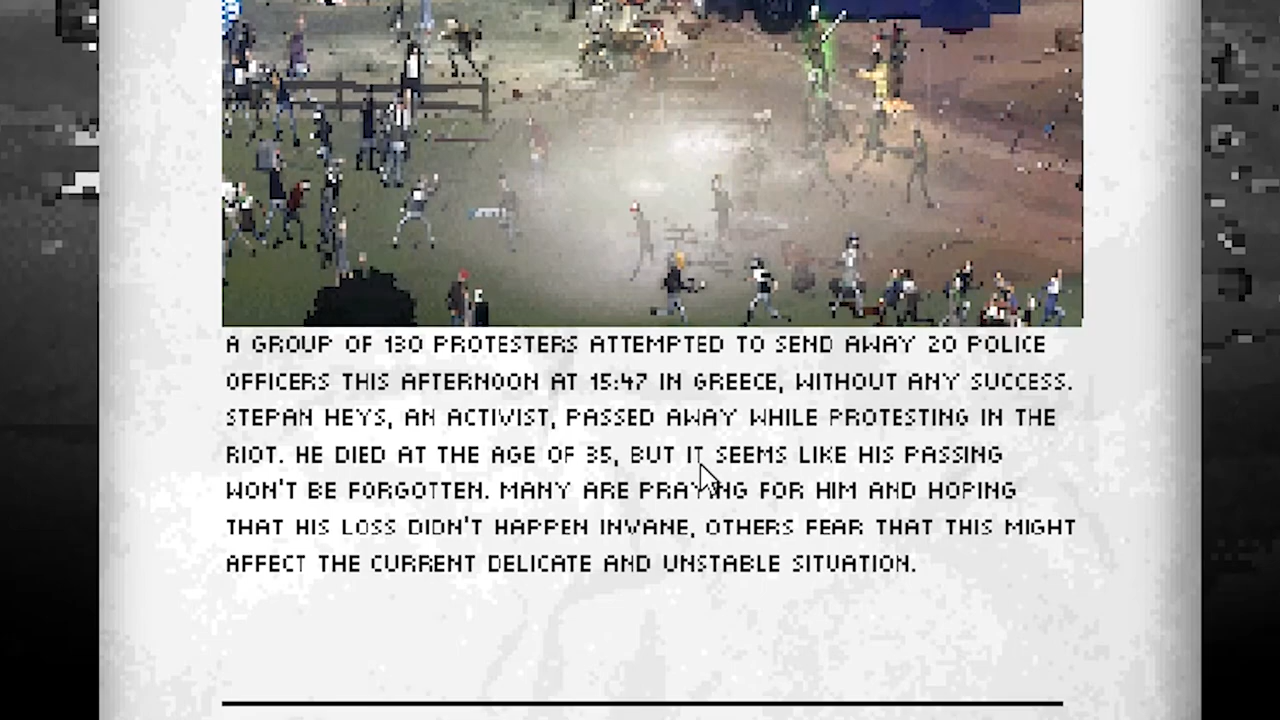 A GROUP OF 130 PROTESTERS ATTEMPTED TO SEND AWAY 20 POLICE
OFFICERS THIS AFTERNOON AT 15:47 IN GREECE, WITHOUT ANY SUCCESS.
STEPAN HEYS, AN ACTIVIST, PASSED AWAY WHILE PROTESTING IN THE
RIOT. HE DIED AT THE AGE OF 35, BUT IT SEEMS LIKE HIS PASSING
WON'T BE FORGOTTEN. MANY ARE PRAYING FOR HIM AND HOPING
THAT HIS LOSS DIDN'T HAPPEN INVANE, OTHERS FEAR THAT THIS MIGHT
AFFECT THE CURRENT DELICATE AND UNSTABLE SITUATION.